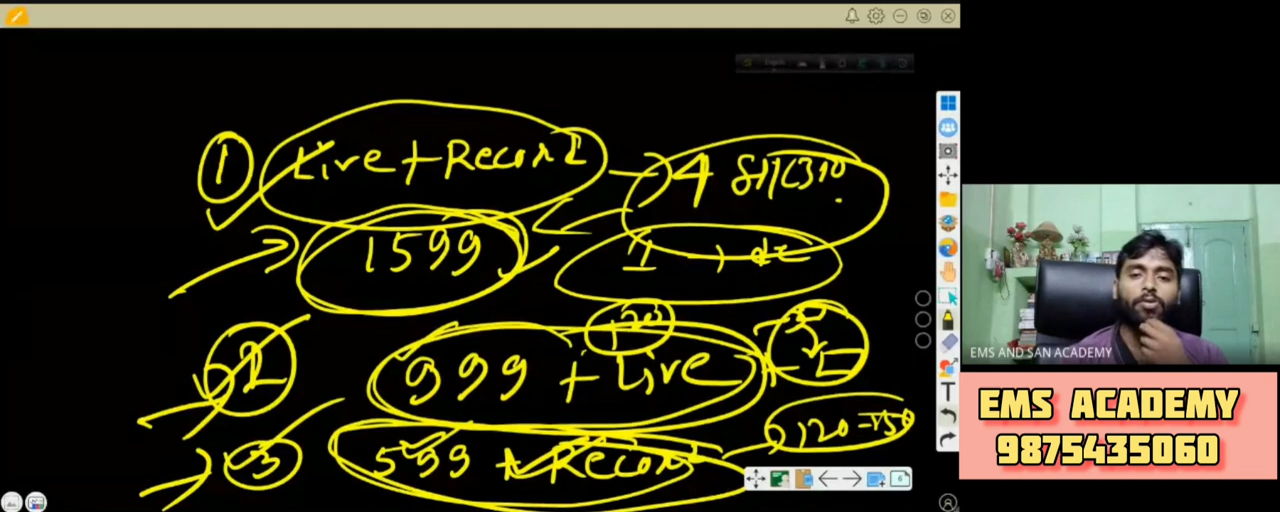 ① Live + Record
4
1599
② 120
999 + Live
③ 599 + Record
120-150
EMS AND SAN ACADEMY
EMS ACADEMY
9875435060